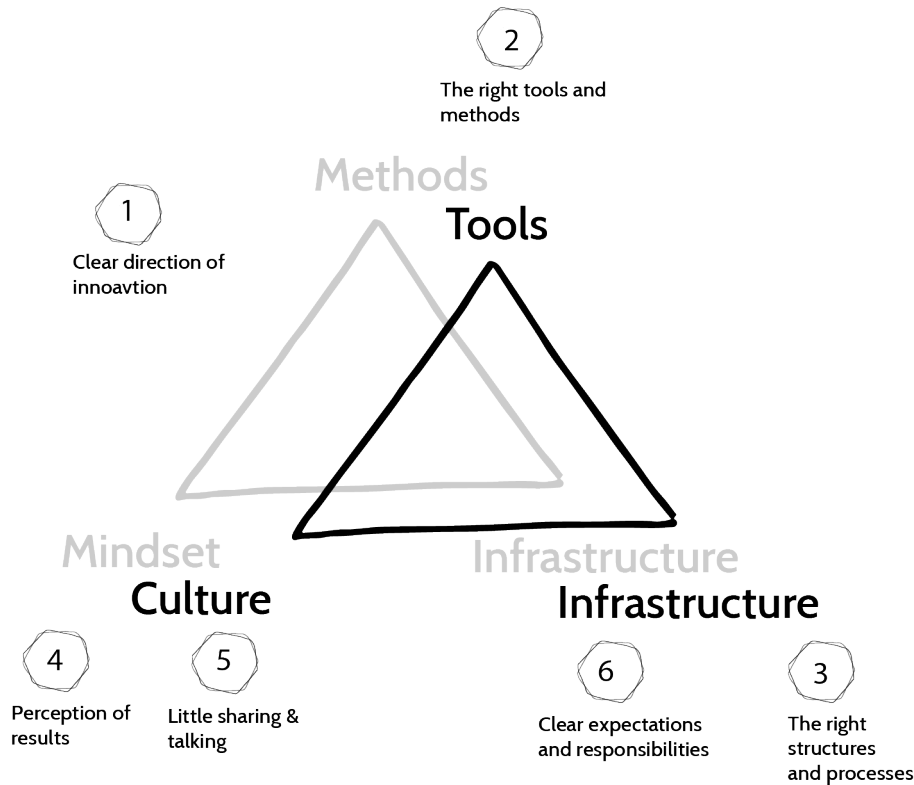 2
The right tools and
methods
Methods
1
Tools
Clear direction of
innoavtion
Mindset
Infrastructure
Culture
Infrastructure
4
Perception of
results
5
Little sharing &
talking
6
Clear expectations
and responsibilities
3
The right
structures
and processes